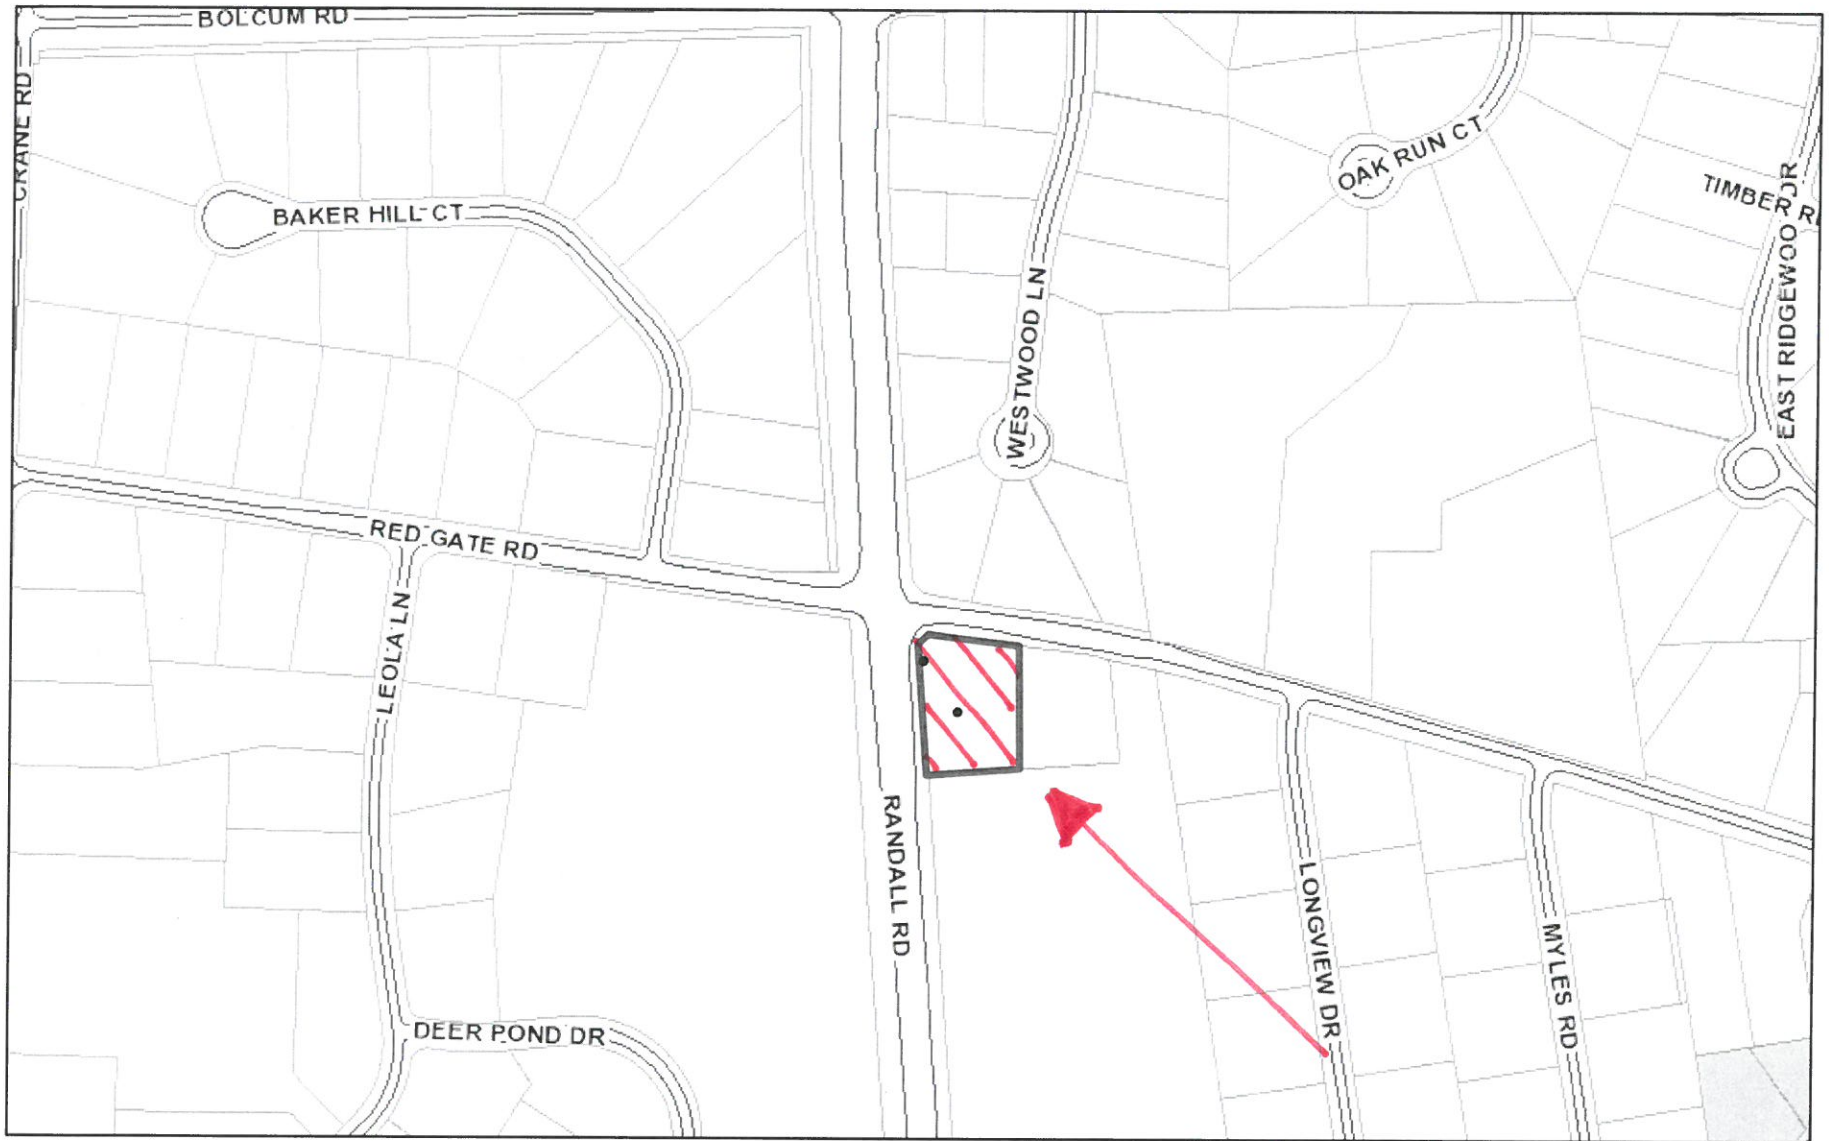 BOLCUM RD
CRANE RD
BAKER HILL CT
OAK RUN CT
TIMBER
EAST RIDGEWOOD DR
WESTWOOD LN
RED GATE RD
LEOLA LN
RANDALL RD
LONGVIEW DR
MYLES RD
DEER POND DR